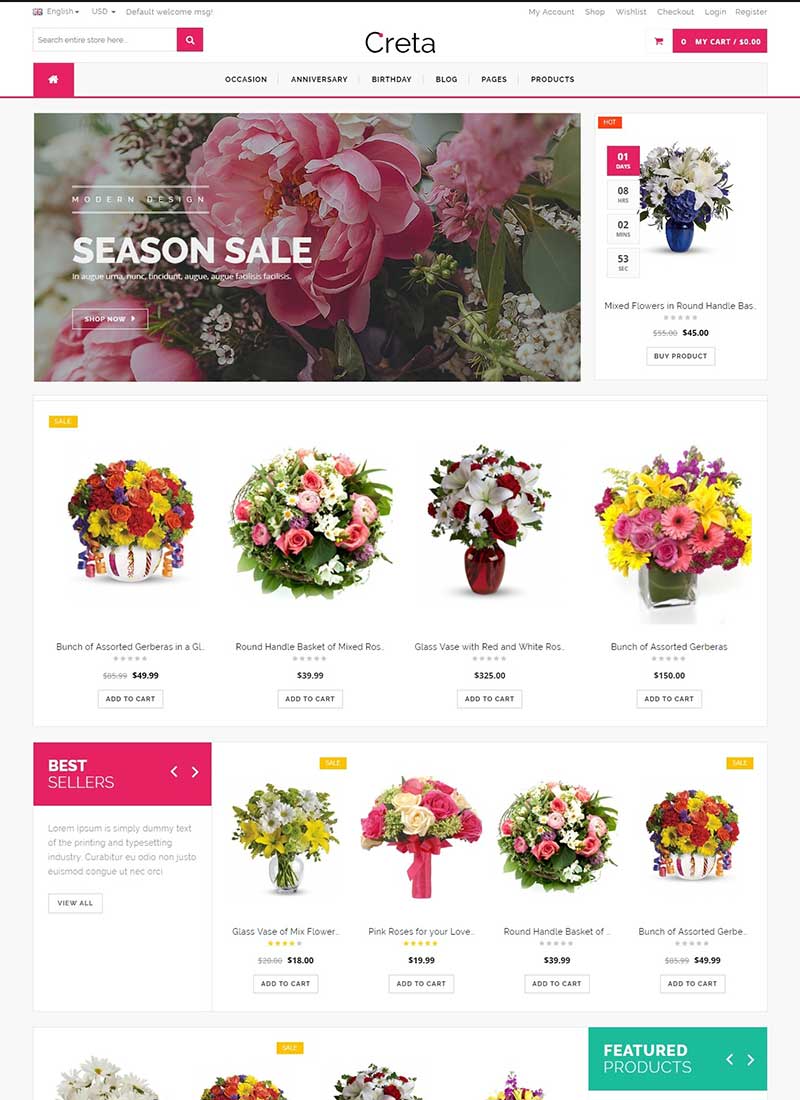 English USD Default welcome msg!
My Account Shop Wishlist Checkout Login Register
Search entire store here...
Creta
0 MY CART / $0.00
OCCASION ANNIVERSARY BIRTHDAY BLOG PAGES PRODUCTS
MODERN DESIGN
SEASON SALE
In augue urna, nunc, tincidunt, augue, augue facilisis facilisis.
SHOP NOW
HOT
01
DAYS
08
HRS
02
MINS
53
SEC
Mixed Flowers in Round Handle Bas..
$55.00 $45.00
BUY PRODUCT
SALE
Bunch of Assorted Gerberas in a Gl.. Round Handle Basket of Mixed Ros.. Glass Vase with Red and White Ros.. Bunch of Assorted Gerberas
$85.99 $49.99 $39.99 $325.00 $150.00
ADD TO CART ADD TO CART ADD TO CART ADD TO CART
BEST
SELLERS
Lorem Ipsum is simply dummy text
of the printing and typesetting
industry. Curabitur eu odio non justo
euismod congue ut nec orci
VIEW ALL
SALE SALE
Glass Vase of Mix Flower.. Pink Roses for your Love.. Round Handle Basket of .. Bunch of Assorted Gerbe..
$20.00 $18.00 $19.99 $39.99 $85.99 $49.99
ADD TO CART ADD TO CART ADD TO CART ADD TO CART
SALE
FEATURED
PRODUCTS